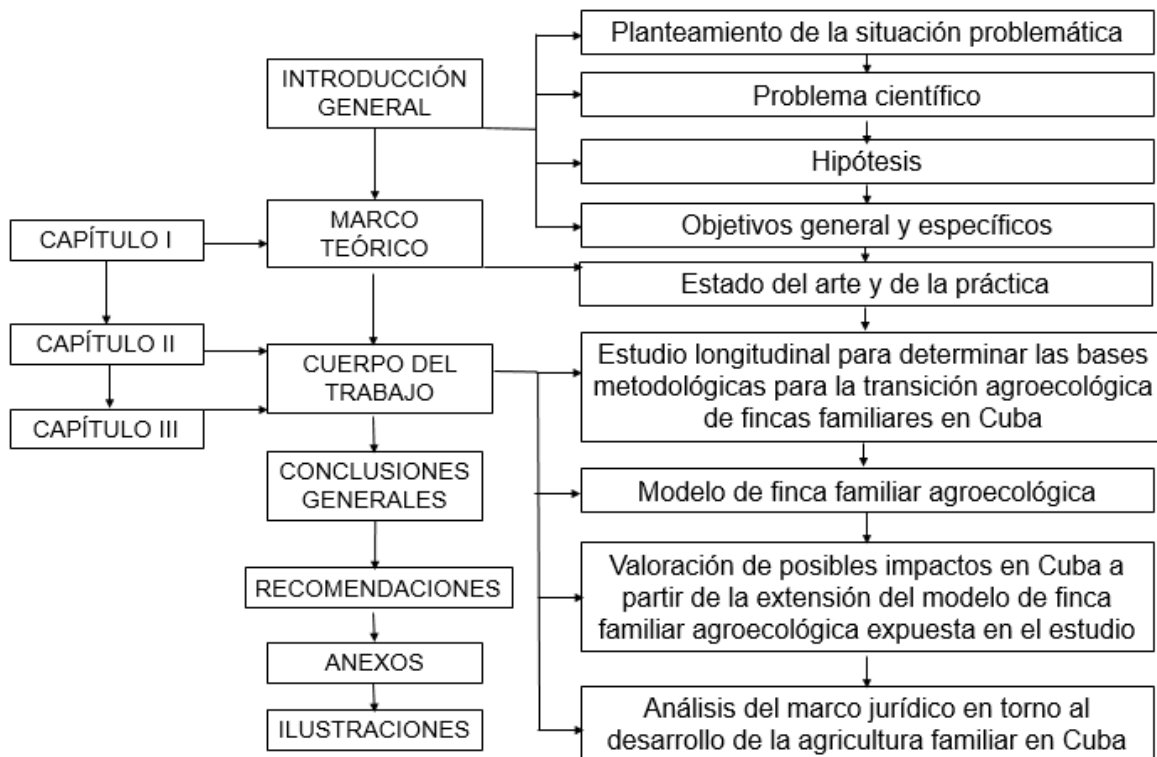 Planteamiento de la situación problemática
INTRODUCCIÓN
GENERAL
Problema científico
Hipótesis
MARCO
TEÓRICO
Objetivos general y específicos
CAPÍTULO I
Estado del arte y de la práctica
CAPÍTULO II
CUERPO DEL
TRABAJO
Estudio longitudinal para determinar las bases
metodológicas para la transición agroecológica
de fincas familiares en Cuba
CAPÍTULO III
CONCLUSIONES
GENERALES
Modelo de finca familiar agroecológica
RECOMENDACIONES
Valoración de posibles impactos en Cuba a
partir de la extensión del modelo de finca
familiar agroecológica expuesta en el estudio
ANEXOS
ILUSTRACIONES
Análisis del marco jurídico en torno al
desarrollo de la agricultura familiar en Cuba